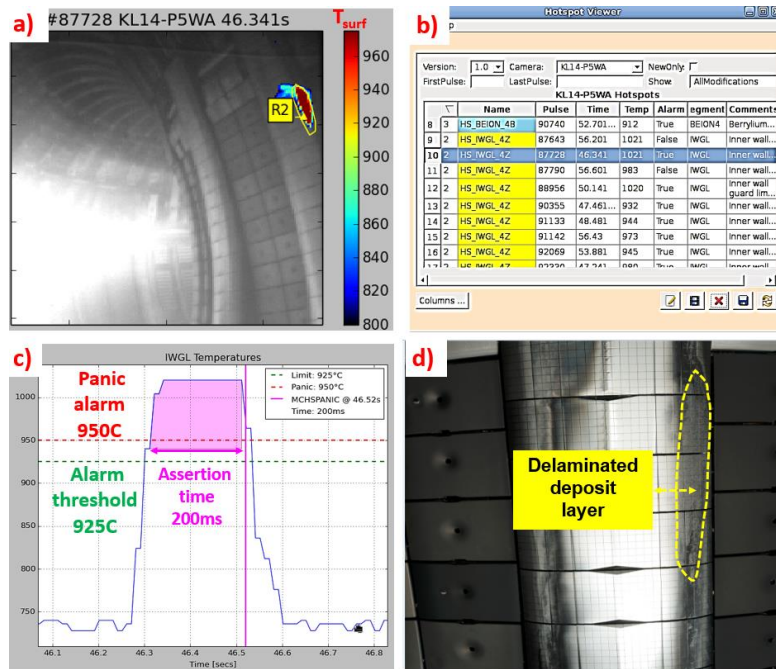 a)
#87728 KL14-P5WA 46.341s
T surf
R2
960
940
920
900
880
860
840
820
800
b)
Hotspot Viewer
Version: 1.0 Camera: KL14-P5WA NewOnly:
FirstPulse: LastPulse: Show: AllModifications
KL14-P5WA Hotspots
Name Pulse Time Temp Alarm egment Comments
8 3 HS_BEION_4B 90740 52.701... 912 True BEION4 Berrylium...
9 2 HS_IWGL_4Z 87643 56.201 1021 False IWGL Inner wall...
10 2 HS_IWGL_4Z 87728 46.341 1021 True IWGL Inner wall...
11 2 HS_IWGL_4Z 87790 56.601 983 False IWGL Inner wall...
12 2 HS_IWGL_4Z 88956 50.141 1020 True IWGL Inner wall
guard lim...
13 2 HS_IWGL_4Z 90355 47.461... 932 True IWGL Inner wall...
14 2 HS_IWGL_4Z 91133 48.481 944 True IWGL Inner wall...
15 2 HS_IWGL_4Z 91142 56.43 973 True IWGL Inner wall...
16 2 HS_IWGL_4Z 92069 53.881 945 True IWGL Inner wall...
Columns ...
c)
IWGL Temperatures
Limit: 925°C
Panic: 950°C
MCHSPANIC @ 46.52s
Time: 200ms
Panic
alarm
950C
Alarm
threshold
925C
Assertion
time
200ms
1000
950
900
850
800
750
46.1 46.2 46.3 46.4 46.5 46.6 46.7 46.8
Time [secs]
d)
Delaminated
deposit
layer